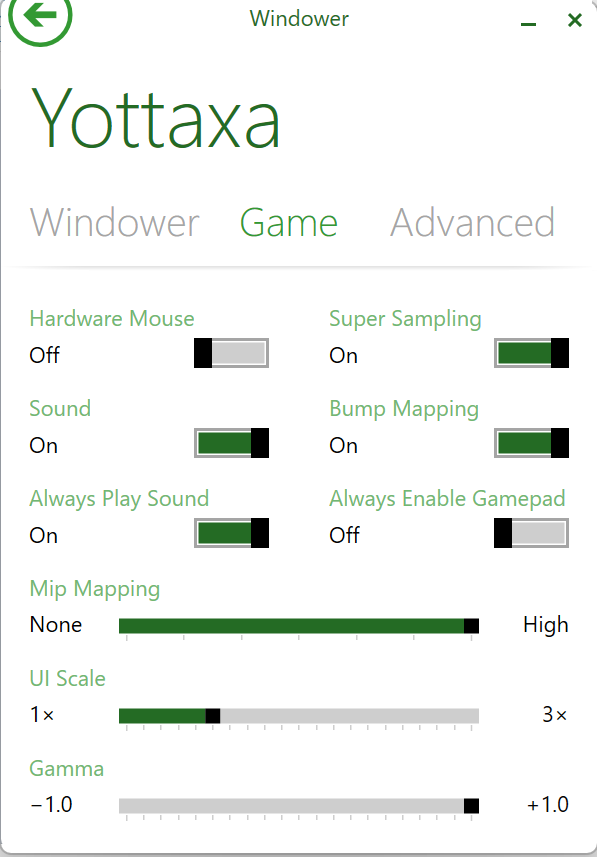 Windower
Yottaxa
Windower Game Advanced
Hardware Mouse Super Sampling
Off On
Sound Bump Mapping
On On
Always Play Sound Always Enable Gamepad
On Off
Mip Mapping
None High
UI Scale
1× 3×
Gamma
−1.0 +1.0